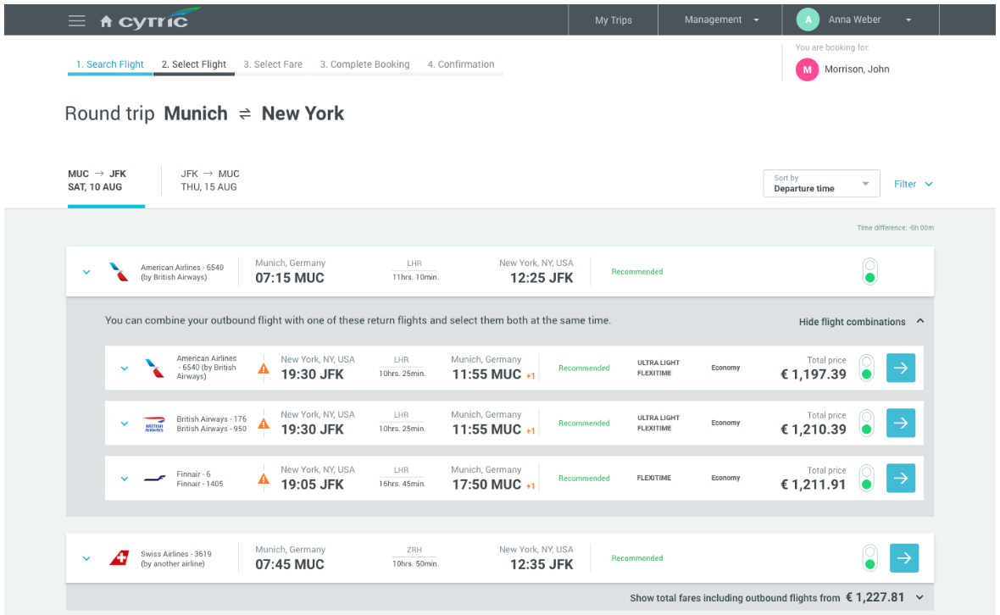 cytric
My Trips
Management
A
Anna Weber
1. Search Flight
2. Select Flight
3. Select Fare
3. Complete Booking
4. Confirmation
You are booking for:
M
Morrison, John
Round trip Munich ⇌ New York
MUC → JFK
SAT, 10 AUG
JFK → MUC
THU, 15 AUG
Sort by
Departure time
Filter
Time difference: -6h 00m
American Airlines - 6540
(by British Airways)
Munich, Germany
07:15 MUC
LHR
11hrs. 10min.
New York, NY, USA
12:25 JFK
Recommended
You can combine your outbound flight with one of these return flights and select them both at the same time.
Hide flight combinations
American Airlines
- 6540 (by British
Airways)
New York, NY, USA
19:30 JFK
LHR
10hrs. 25min.
Munich, Germany
11:55 MUC +1
Recommended
ULTRA LIGHT
FLEXITIME
Economy
Total price
€ 1,197.39
BRITISH
AIRWAYS
British Airways - 176
British Airways - 950
New York, NY, USA
19:30 JFK
LHR
10hrs. 25min.
Munich, Germany
11:55 MUC +1
Recommended
ULTRA LIGHT
FLEXITIME
Economy
Total price
€ 1,210.39
Finnair - 6
Finnair - 1405
New York, NY, USA
19:05 JFK
LHR
16hrs. 45min.
Munich, Germany
17:50 MUC +1
Recommended
FLEXITIME
Economy
Total price
€ 1,211.91
Swiss Airlines - 3619
(by another airline)
Munich, Germany
07:45 MUC
ZRH
10hrs. 50min.
New York, NY, USA
12:35 JFK
Recommended
Show total fares including outbound flights from € 1,227.81